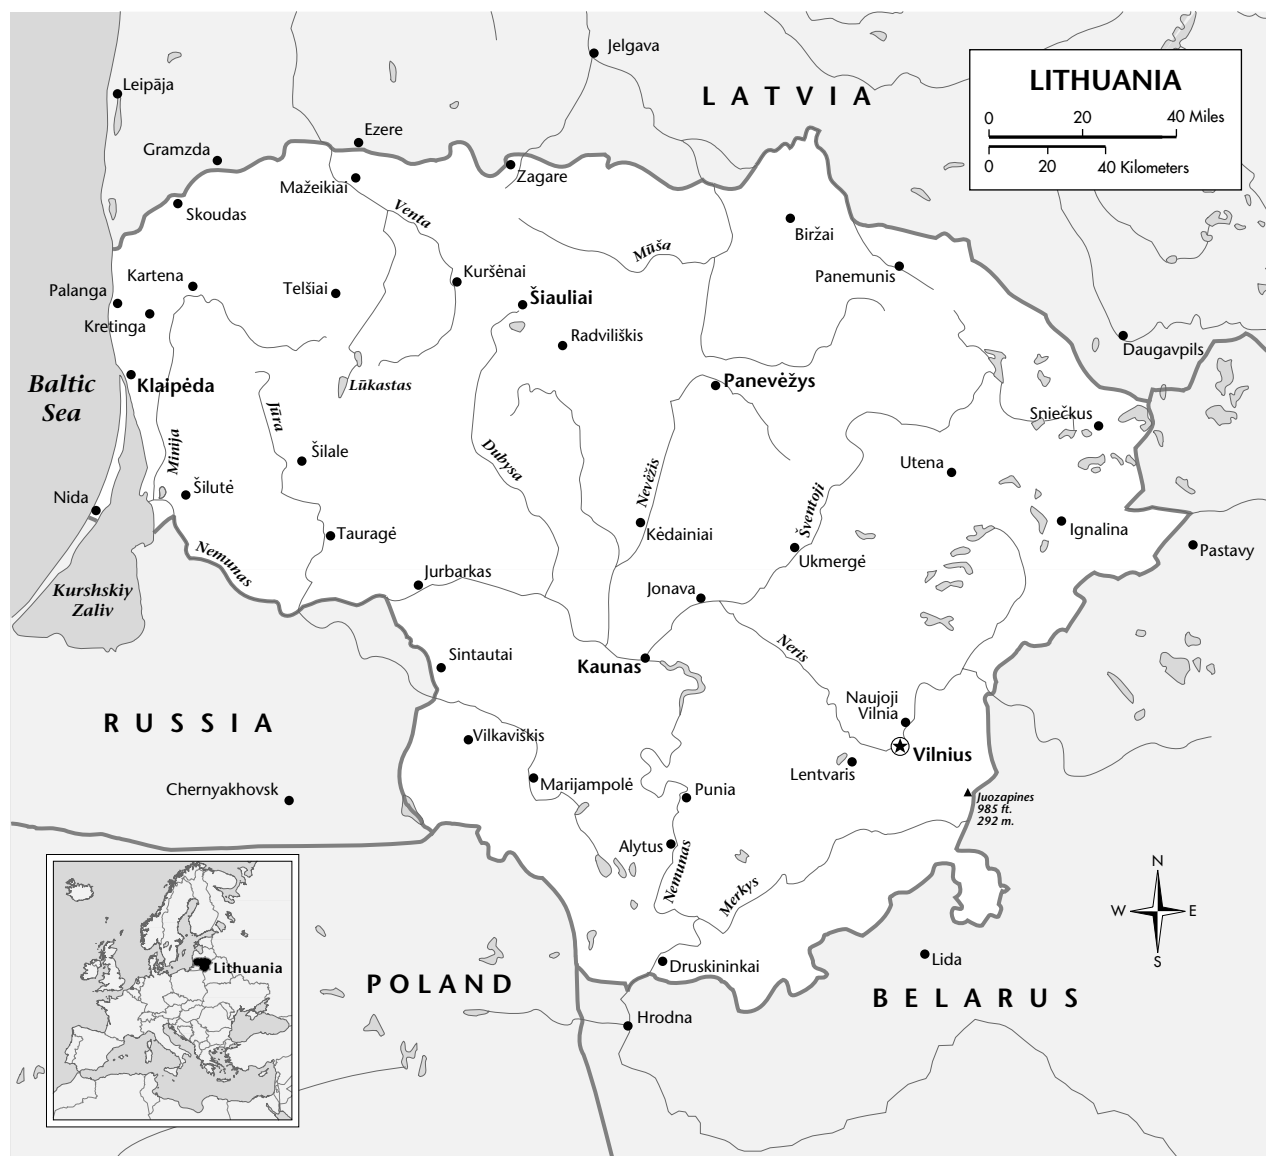 Jelgava
LATVIA
LITHUANIA
0 20 40 Miles
0 20 40 Kilometers
Leipāja
Ezere
Gramzda
Zagare
Mažeikiai
Skoudas
Venta
Biržai
Mūša
Panemunis
Kartena
Telšiai
Kuršėnai
Palanga
Šiauliai
Kretinga
Radviliškis
Daugavpils
Baltic
Sea
Klaipėda
Lūkastas
Panevėžys
Jūra
Sniečkus
Minija
Šilale
Dubysa
Utena
Nevėžis
Šventoji
Nida
Šilutė
Tauragė
Kėdainiai
Ukmergė
Ignalina
Pastavy
Nemunas
Jurbarkas
Jonava
Kurshskiy
Zaliv
Sintautai
Kaunas
Neris
Naujoji
Vilnia
RUSSIA
Vilkaviškis
Vilnius
Marijampolė
Lentvaris
Chernyakhovsk
Punia
Juozapines
985 ft.
292 m.
Alytus
Nemunas
Merkys
N
W E
S
Lithuania
Druskininkai
Lida
POLAND
BELARUS
Hrodna